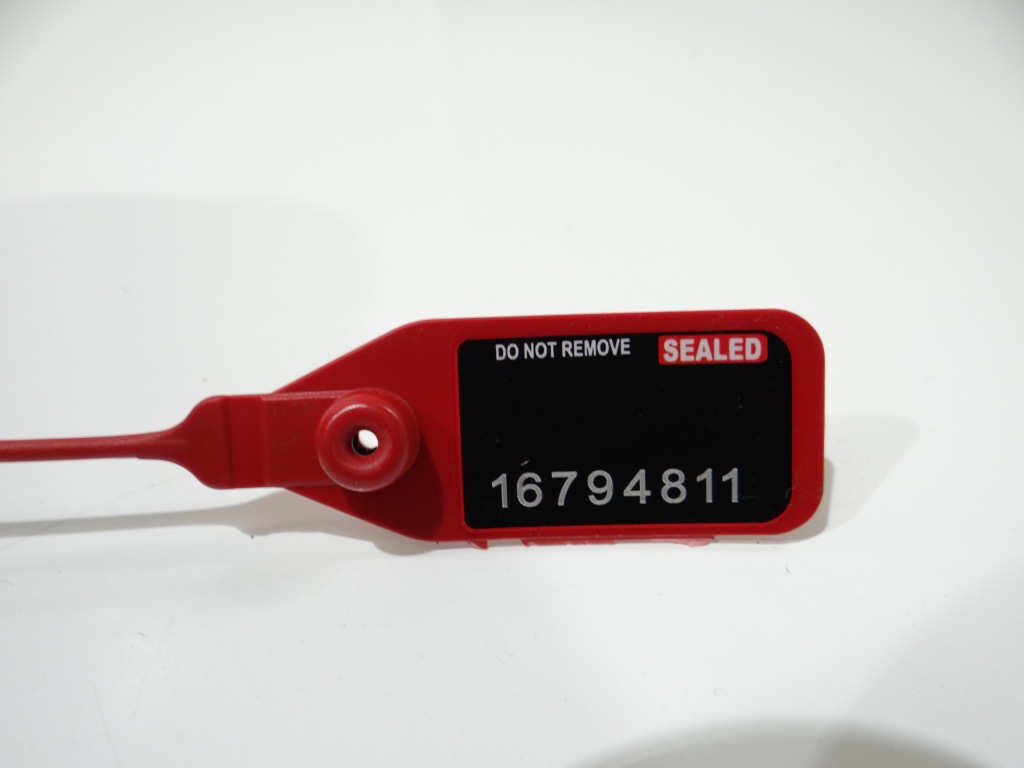 DO NOT REMOVE SEALED
16794811